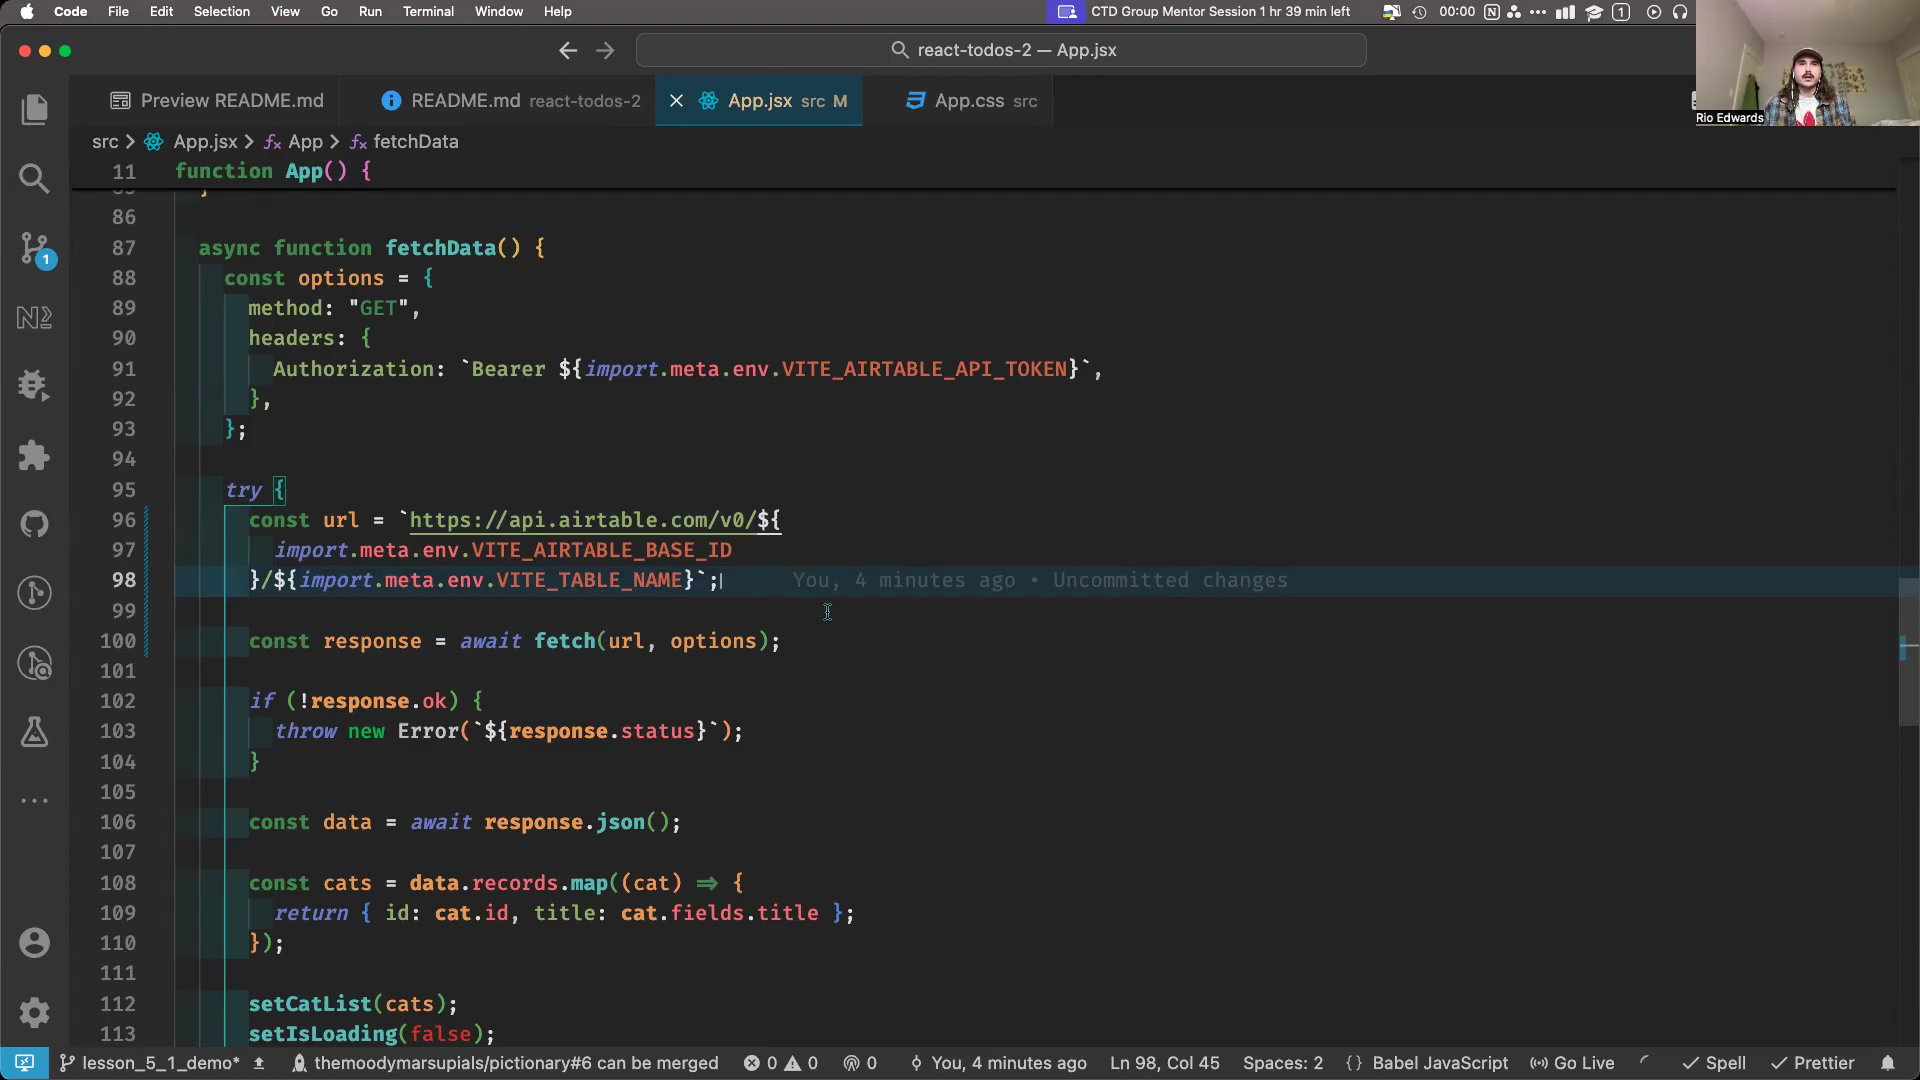 Code File Edit Selection View Go Run Terminal Window Help CTD Group Mentor Session 1 hr 39 min left 00:00 1
react-todos-2 — App.jsx
Rio Edwards
Preview README.md README.md react-todos-2 App.jsx src M App.css src
src > App.jsx > App > fetchData
11 function App() {
86
87 async function fetchData() {
88 const options = {
89 method: "GET",
90 headers: {
91 Authorization: `Bearer ${import.meta.env.VITE_AIRTABLE_API_TOKEN}`,
92 },
93 };
94
95 try {
96 const url = `https://api.airtable.com/v0/${
97 import.meta.env.VITE_AIRTABLE_BASE_ID
98 }/${import.meta.env.VITE_TABLE_NAME}`; You, 4 minutes ago • Uncommitted changes
99
100 const response = await fetch(url, options);
101
102 if (!response.ok) {
103 throw new Error(`${response.status}`);
104 }
105
106 const data = await response.json();
107
108 const cats = data.records.map((cat) => {
109 return { id: cat.id, title: cat.fields.title };
110 });
111
112 setCatList(cats);
113 setIsLoading(false);
1
lesson_5_1_demo* themoodymarsupials/pictionary#6 can be merged 0 0 0 You, 4 minutes ago Ln 98, Col 45 Spaces: 2 {} Babel JavaScript Go Live Spell Prettier